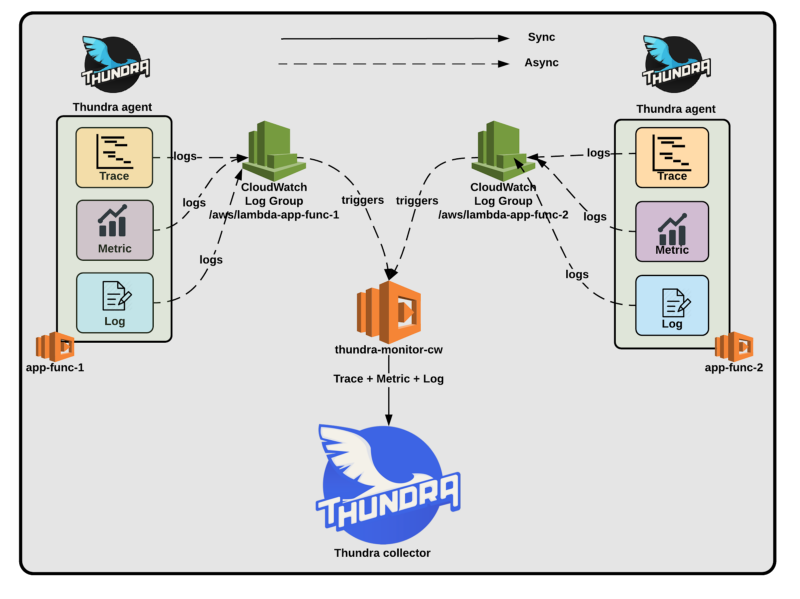 Sync
Async
THUNDRA
THUNDRA
Thundra agent
Thundra agent
Trace
Metric
Log
logs
logs
logs
CloudWatch
Log Group
/aws/lambda-app-func-1
triggers
triggers
CloudWatch
Log Group
/aws/lambda-app-func-2
logs
logs
logs
Trace
Metric
Log
app-func-1
app-func-2
thundra-monitor-cw
Trace + Metric + Log
THUNDRA
Thundra collector